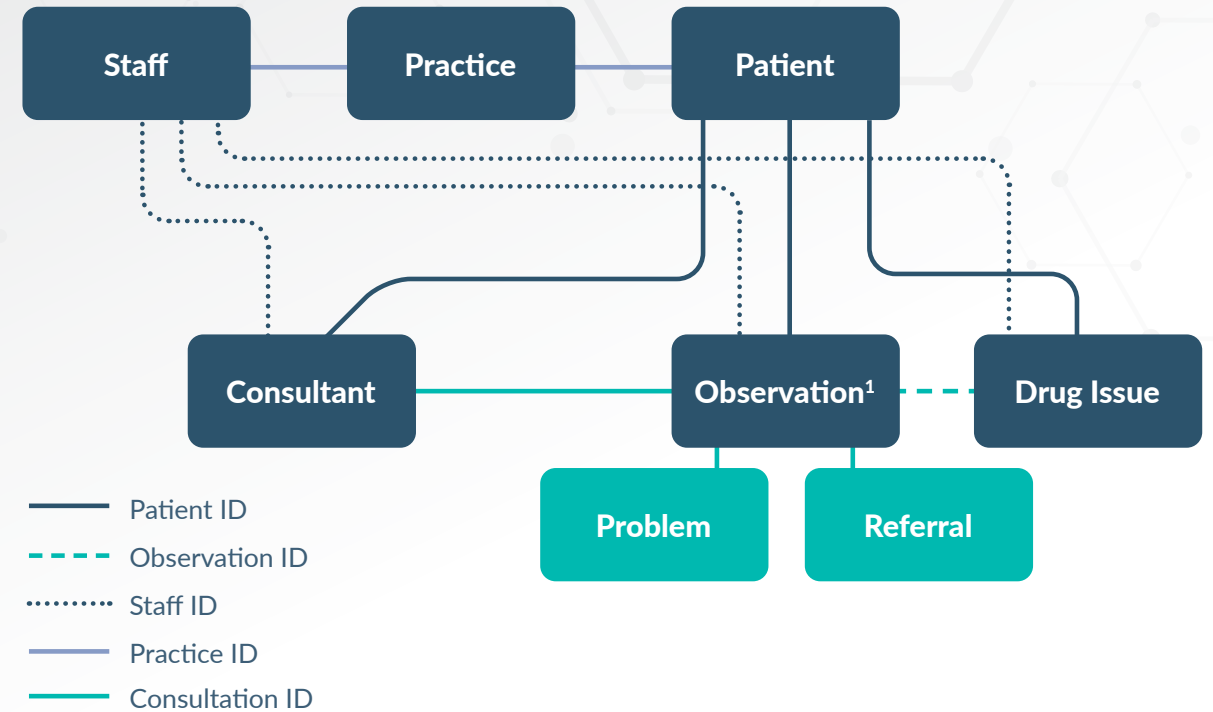 Staff
Practice
Patient
Consultant
Observation¹
Drug Issue
Problem
Referral
Patient ID
Observation ID
Staff ID
Practice ID
Consultation ID